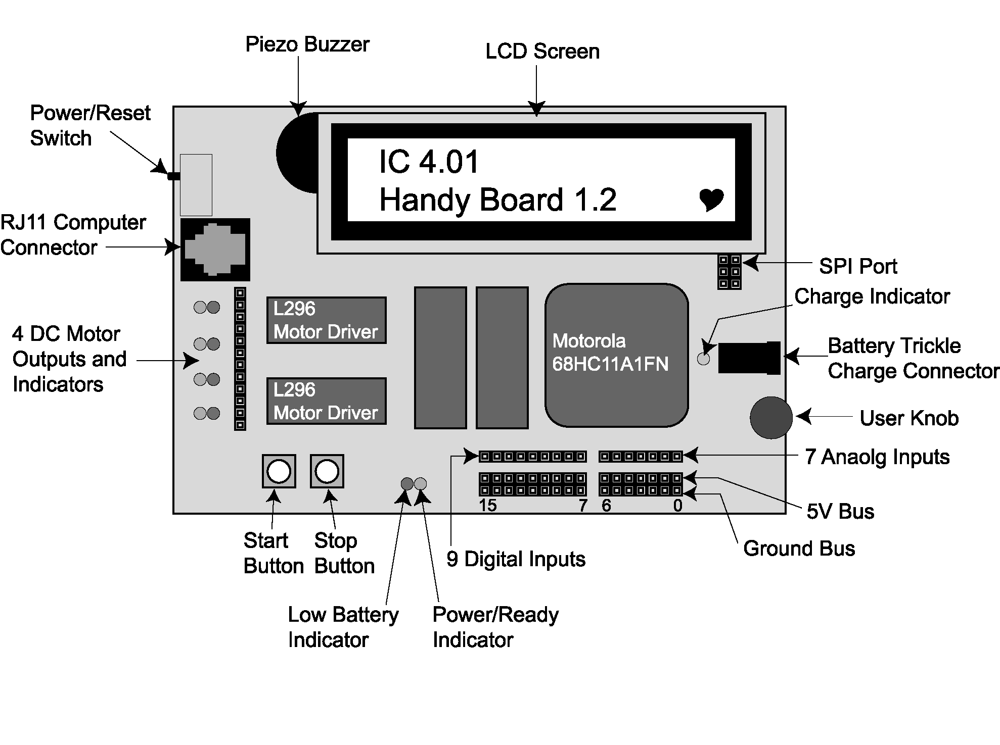 Piezo Buzzer
LCD Screen
Power/Reset
Switch
IC 4.01
Handy Board 1.2
RJ11 Computer
Connector
SPI Port
Charge Indicator
L296
Motor Driver
4 DC Motor
Outputs and
Indicators
Motorola
68HC11A1FN
Battery Trickle
Charge Connector
L296
Motor Driver
User Knob
7 Anaolg Inputs
15 7 6 0
5V Bus
Start
Button
Stop
Button
9 Digital Inputs
Ground Bus
Low Battery
Indicator
Power/Ready
Indicator